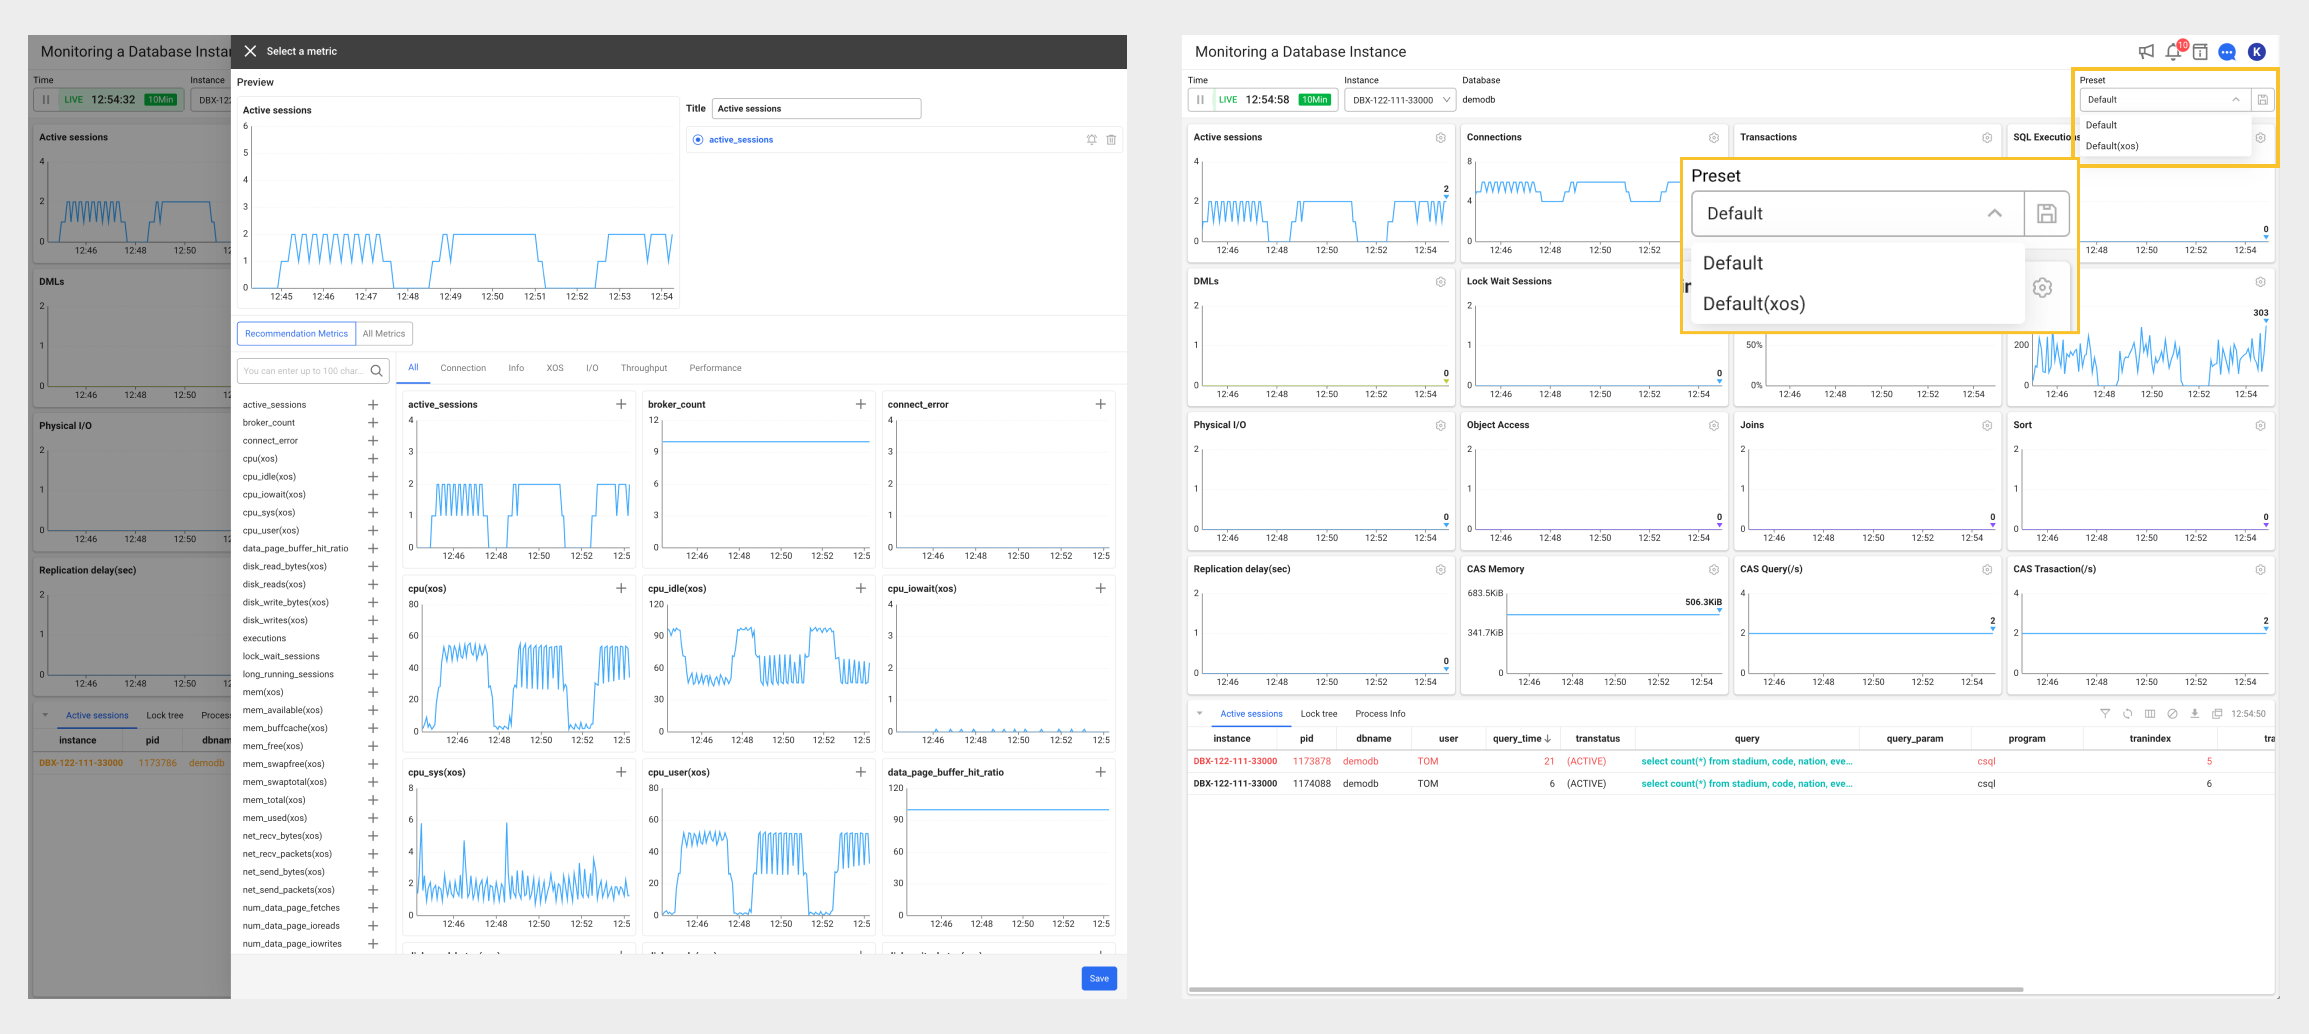 Monitoring a Database Instar
Time
Instance
LIVE 12:54:32 10Min
DBX-122
Active sessions
4
2
0
12:46 12:48 12:50 12
DMLs
2
1
0
12:46 12:48 12:50 12
Physical I/O
2
1
0
12:46 12:48 12:50 12
Replication delay(sec)
2
1
0
12:46 12:48 12:50 12
Active sessions Lock tree Process
instance pid dbnam
DBX-122-111-33000 1173786 demodb
Select a metric
Preview
Active sessions
6
5
4
3
2
1
0
12:45 12:46 12:47 12:48 12:49 12:50 12:51 12:52 12:53 12:54
Title Active sessions
active_sessions
Recommendation Metrics All Metrics
You can enter up to 100 char...
All Connection Info XOS I/O Throughput Performance
active_sessions
broker_count
connect_error
cpu(xos)
cpu_idle(xos)
cpu_iowait(xos)
cpu_sys(xos)
cpu_user(xos)
data_page_buffer_hit_ratio
disk_read_bytes(xos)
disk_reads(xos)
disk_write_bytes(xos)
disk_writes(xos)
executions
lock_wait_sessions
long_running_sessions
mem(xos)
mem_available(xos)
mem_buffcache(xos)
mem_free(xos)
mem_swapfree(xos)
mem_swaptotal(xos)
mem_total(xos)
mem_used(xos)
net_recv_bytes(xos)
net_recv_packets(xos)
net_send_bytes(xos)
net_send_packets(xos)
num_data_page_fetches
num_data_page_ioreads
num_data_page_iowrites
active_sessions
4
3
2
1
0
12:46 12:48 12:50 12:52 12:5
broker_count
12
9
6
3
0
12:46 12:48 12:50 12:52 12:5
connect_error
4
3
2
1
0
12:46 12:48 12:50 12:52 12:5
cpu(xos)
80
60
40
20
0
12:46 12:48 12:50 12:52 12:5
cpu_idle(xos)
120
90
60
30
0
12:46 12:48 12:50 12:52 12:5
cpu_iowait(xos)
4
3
2
1
0
12:46 12:48 12:50 12:52 12:5
cpu_sys(xos)
8
6
4
2
0
12:46 12:48 12:50 12:52 12:5
cpu_user(xos)
80
60
40
20
0
12:46 12:48 12:50 12:52 12:5
data_page_buffer_hit_ratio
120
90
60
30
0
12:46 12:48 12:50 12:52 12:5
Save
Monitoring a Database Instance
10
K
Time
Instance
Database
Preset
LIVE 12:54:58 10Min
DBX-122-111-33000
demodb
Default
Default
Default(xos)
Active sessions
4
2
0
2
12:46 12:48 12:50 12:52 12:54
Connections
8
4
0
12:46 12:48 12:50 12:52
Transactions
SQL Executions
0
12:48 12:50 12:52 12:54
Preset
Default
Default
Default(xos)
DMLs
2
1
0
0
12:46 12:48 12:50 12:52 12:54
Lock Wait Sessions
2
1
0
0
12:46 12:48 12:50 12:52 12:54
50%
0%
12:46 12:48 12:50 12:52 12:54
303
200
0
12:46 12:48 12:50 12:52 12:54
Physical I/O
2
1
0
0
12:46 12:48 12:50 12:52 12:54
Object Access
2
1
0
0
12:46 12:48 12:50 12:52 12:54
Joins
2
1
0
0
12:46 12:48 12:50 12:52 12:54
Sort
2
1
0
0
12:46 12:48 12:50 12:52 12:54
Replication delay(sec)
2
1
0
0
12:46 12:48 12:50 12:52 12:54
CAS Memory
683.5KiB
506.3KiB
341.7KiB
0
12:46 12:48 12:50 12:52 12:54
CAS Query(/s)
4
2
2
0
12:46 12:48 12:50 12:52 12:54
CAS Trasaction(/s)
4
2
2
0
12:46 12:48 12:50 12:52 12:54
Active sessions Lock tree Process Info
12:54:50
instance pid dbname user query_time transtatus query query_param program tranindex tra
DBX-122-111-33000 1173878 demodb TOM 21 (ACTIVE) select count(*) from stadium, code, nation, eve... csql 5
DBX-122-111-33000 1174088 demodb TOM 6 (ACTIVE) select count(*) from stadium, code, nation, eve... csql 6